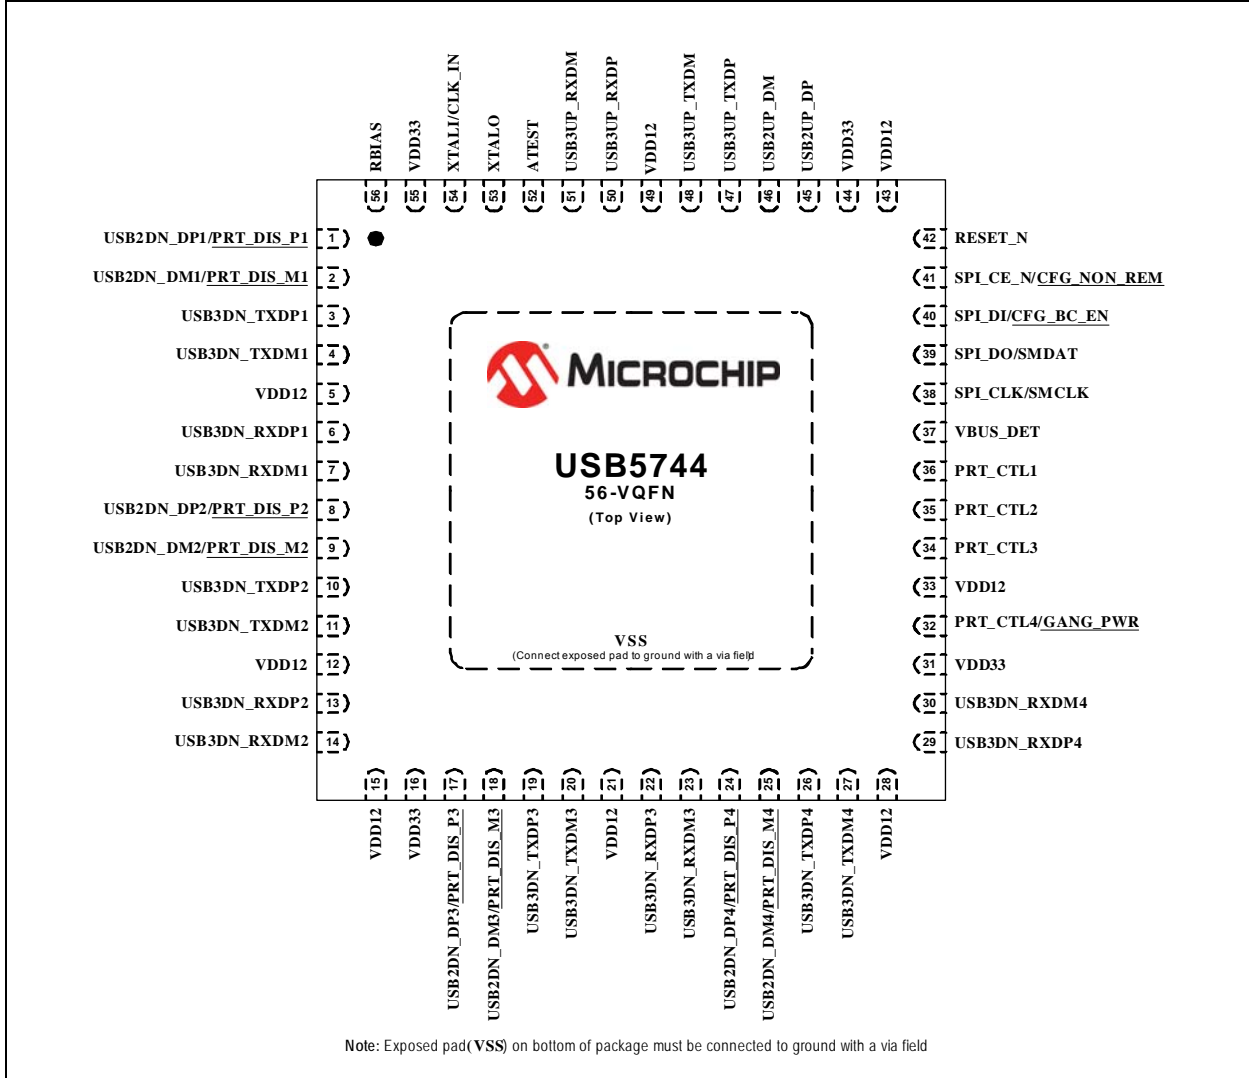 RBIAS
VDD33
XTALI/CLK_IN
XTALO
ATEST
USB3UP_RXDM
USB3UP_RXDP
VDD12
USB3UP_TXDM
USB3UP_TXDP
USB2UP_DM
USB2UP_DP
VDD33
VDD12
56
55
54
53
52
51
50
49
48
47
46
45
44
43
USB2DN_DP1/PRT_DIS_P1 1
USB2DN_DM1/PRT_DIS_M1 2
USB3DN_TXDP1 3
USB3DN_TXDM1 4
VDD12 5
USB3DN_RXDP1 6
USB3DN_RXDM1 7
USB2DN_DP2/PRT_DIS_P2 8
USB2DN_DM2/PRT_DIS_M2 9
USB3DN_TXDP2 10
USB3DN_TXDM2 11
VDD12 12
USB3DN_RXDP2 13
USB3DN_RXDM2 14
MICROCHIP
®
USB5744
56-VQFN
(Top View)
VSS
(Connect exposed pad to ground with a via field)
42 RESET_N
41 SPI_CE_N/CFG_NON_REM
40 SPI_DI/CFG_BC_EN
39 SPI_DO/SMDAT
38 SPI_CLK/SMCLK
37 VBUS_DET
36 PRT_CTL1
35 PRT_CTL2
34 PRT_CTL3
33 VDD12
32 PRT_CTL4/GANG_PWR
31 VDD33
30 USB3DN_RXDM4
29 USB3DN_RXDP4
15
16
17
18
19
20
21
22
23
24
25
26
27
28
VDD12
VDD33
USB2DN_DP3/PRT_DIS_P3
USB2DN_DM3/PRT_DIS_M3
USB3DN_TXDP3
USB3DN_TXDM3
VDD12
USB3DN_RXDP3
USB3DN_RXDM3
USB2DN_DP4/PRT_DIS_P4
USB2DN_DM4/PRT_DIS_M4
USB3DN_TXDP4
USB3DN_TXDM4
VDD12
Note: Exposed pad(VSS) on bottom of package must be connected to ground with a via field